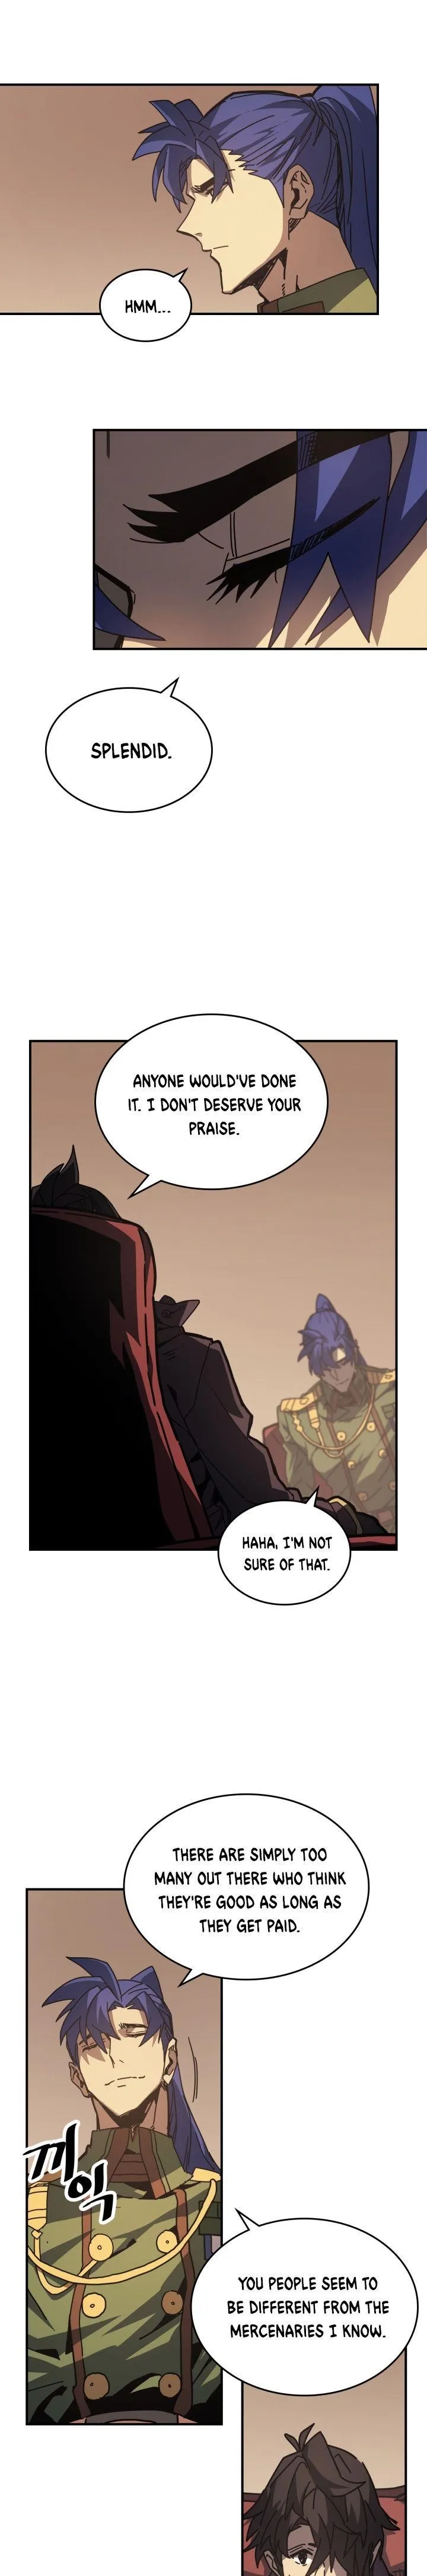 HMM...
SPLENDID.
ANYONE WOULD'VE DONE
IT. I DON'T DESERVE YOUR
PRAISE.
HAHA, I'M NOT
SURE OF THAT.
THERE ARE SIMPLY TOO
MANY OUT THERE WHO THINK
THEY'RE GOOD AS LONG AS
THEY GET PAID.
끼익
YOU PEOPLE SEEM TO
BE DIFFERENT FROM THE
MERCENARIES I KNOW.